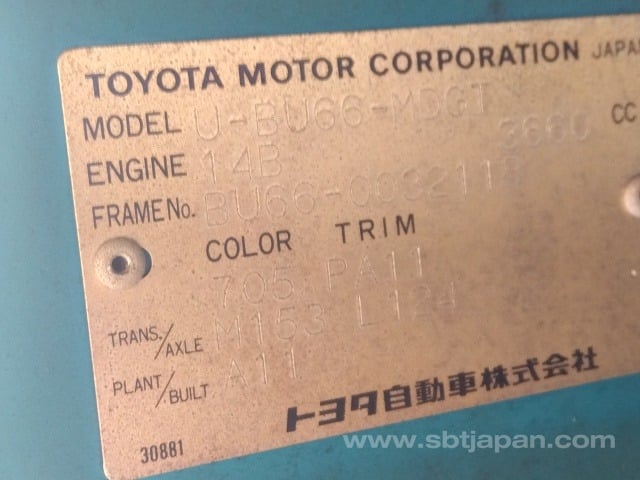 TOYOTA MOTOR CORPORATION JAPAN
MODEL U-BU66-MDGT
ENGINE 14B 3660 CC
FRAME No. BU66-0032112
COLOR TRIM
705 PA11
TRANS./AXLE M153 L124
PLANT/BUILT A11
トヨタ自動車株式会社
30881
www.sbtjapan.com